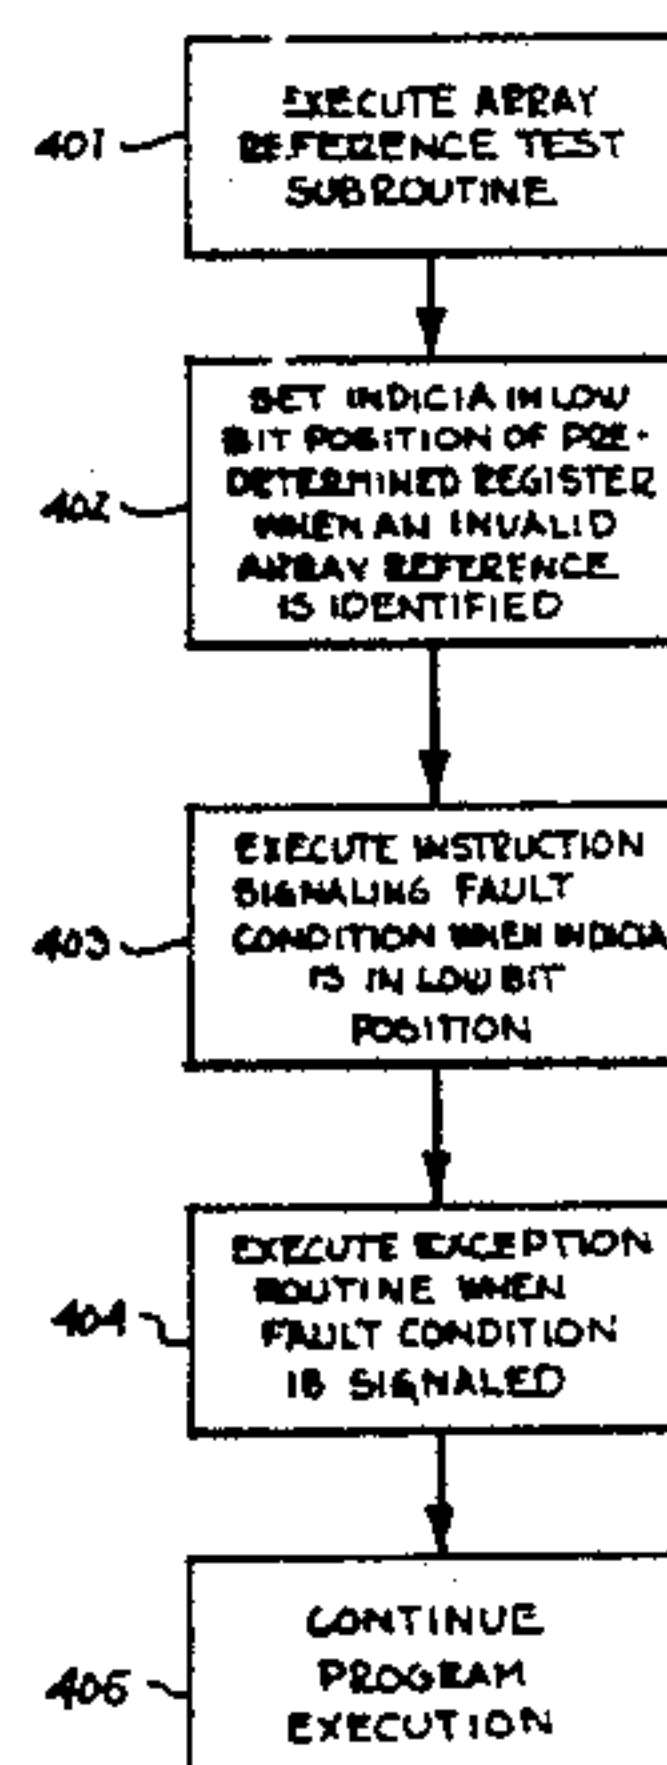 401
EXECUTE ARRAY
REFERENCE TEST
SUBROUTINE
402
SET INDICIA IN LOW
BIT POSITION OF PRE-
DETERMINED REGISTER
WHEN AN INVALID
ARRAY REFERENCE
IS IDENTIFIED
403
EXECUTE INSTRUCTION
SIGNALING FAULT
CONDITION WHEN INDICIA
IS IN LOW BIT
POSITION
404
EXECUTE EXCEPTION
ROUTINE WHEN
FAULT CONDITION
IS SIGNALED
405
CONTINUE
PROGRAM
EXECUTION